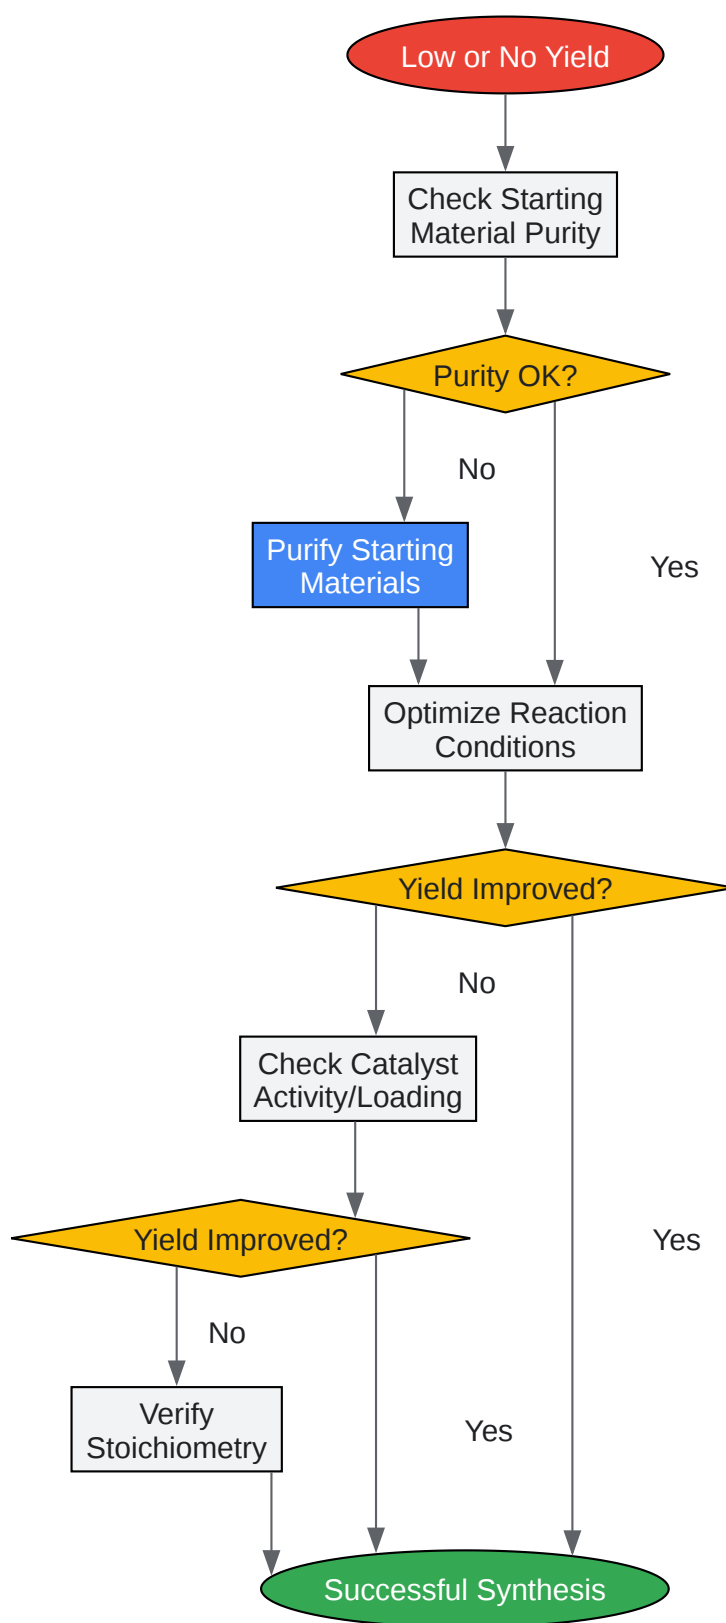 Low or No Yield
Check Starting
Material Purity
Purity OK?
No
Purify Starting
Materials
Yes
Optimize Reaction
Conditions
Yield Improved?
No
Check Catalyst
Activity/Loading
Yield Improved?
Yes
No
Verify
Stoichiometry
Yes
Successful Synthesis